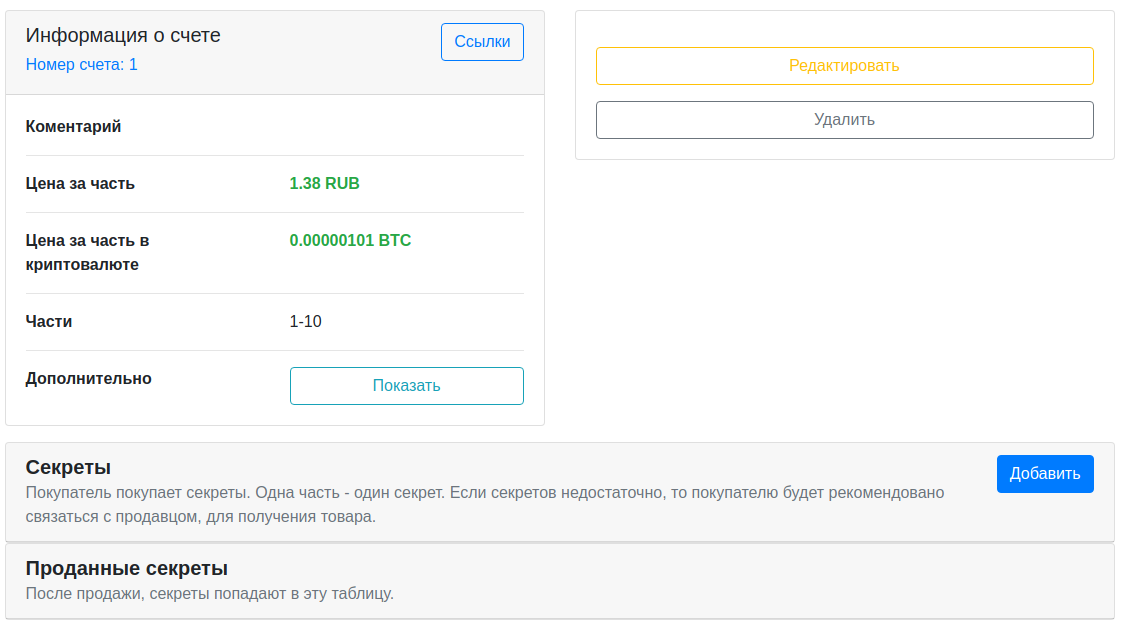 Информация о счете
Ссылки
Номер счета: 1
Коментарий
Цена за часть
1.38 RUB
Цена за часть в
криптовалюте
0.00000101 BTC
Части
1-10
Дополнительно
Показать
Редактировать
Удалить
Секреты
Добавить
Покупатель покупает секреты. Одна часть - один секрет. Если секретов недостаточно, то покупателю будет рекомендовано
связаться с продавцом, для получения товара.
Проданные секреты
После продажи, секреты попадают в эту таблицу.